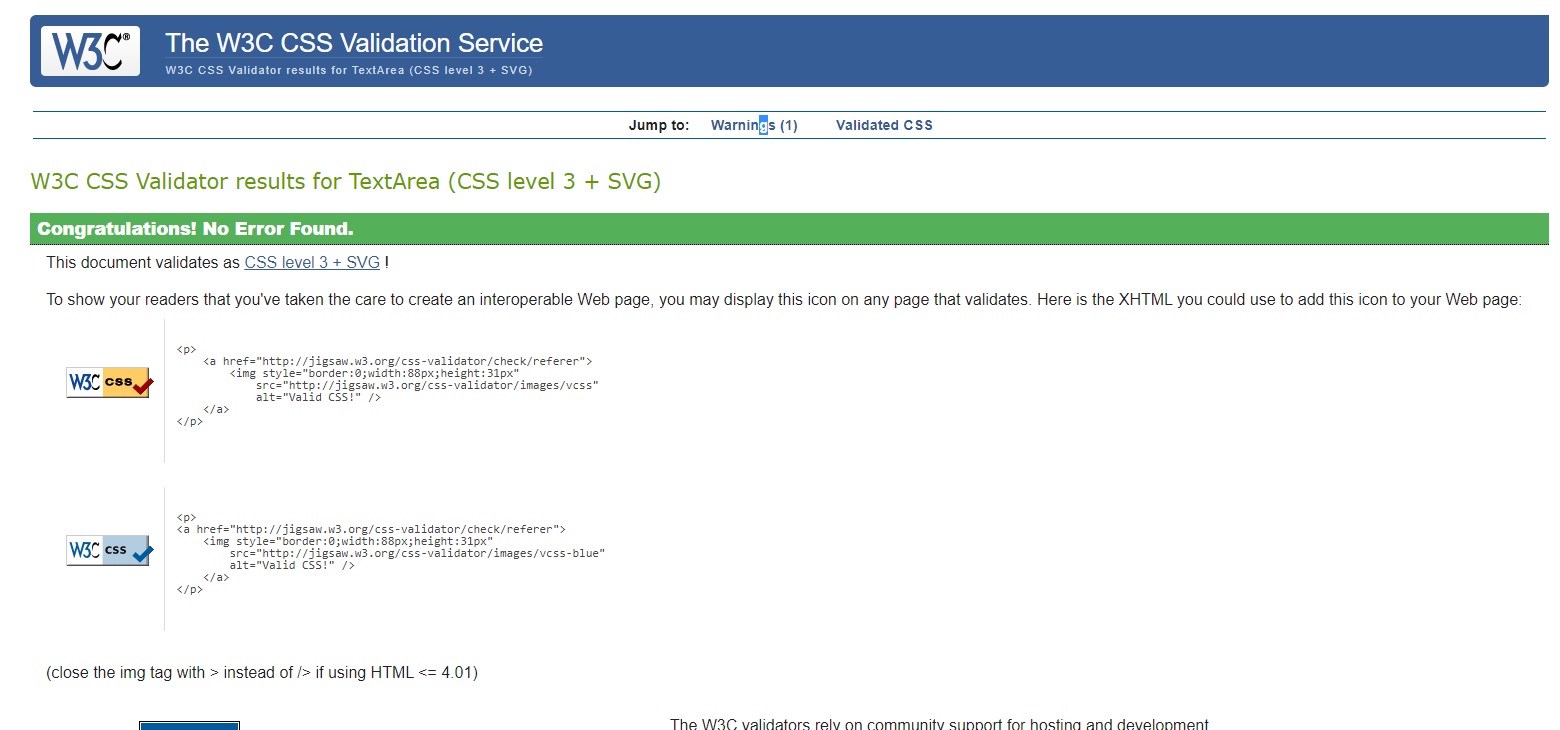 W3C®
The W3C CSS Validation Service
W3C CSS Validator results for TextArea (CSS level 3 + SVG)
Jump to: Warnings (1) Validated CSS
W3C CSS Validator results for TextArea (CSS level 3 + SVG)
Congratulations! No Error Found.
This document validates as CSS level 3 + SVG !
To show your readers that you've taken the care to create an interoperable Web page, you may display this icon on any page that validates. Here is the XHTML you could use to add this icon to your Web page:
W3C css
<p>
<a href="http://jigsaw.w3.org/css-validator/check/referer">
<img style="border:0;width:88px;height:31px"
src="http://jigsaw.w3.org/css-validator/images/vcss"
alt="Valid CSS!" />
</a>
</p>
W3C css
<p>
<a href="http://jigsaw.w3.org/css-validator/check/referer">
<img style="border:0;width:88px;height:31px"
src="http://jigsaw.w3.org/css-validator/images/vcss-blue"
alt="Valid CSS!" />
</a>
</p>
(close the img tag with > instead of /> if using HTML <= 4.01)
The W3C validators rely on community support for hosting and development